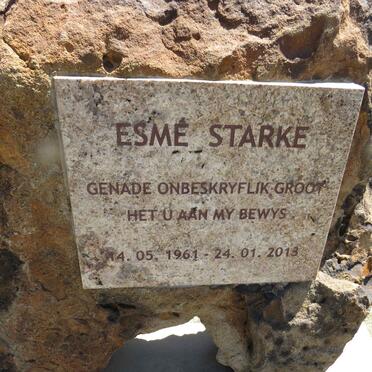 ESMÉ STARKE
GENADE ONBESKRYFLIK GROOT
HET U AAN MY BEWYS
14. 05. 1961 - 24. 01. 2013